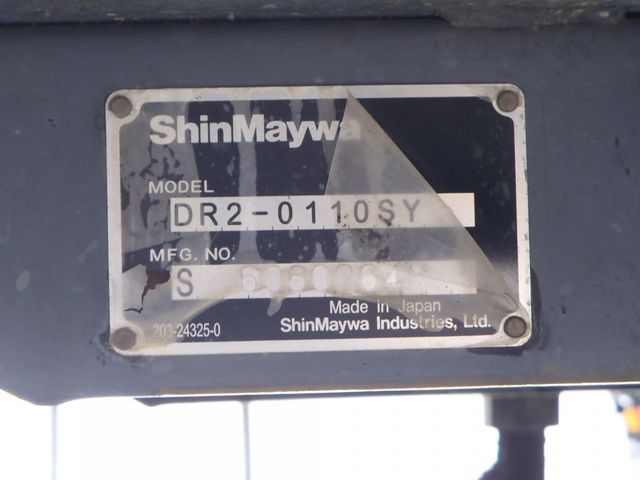 ShinMaywa
MODEL
DR2-0110SY
MFG. NO.
S
Made in Japan
203-24325-0
ShinMaywa Industries, Ltd.